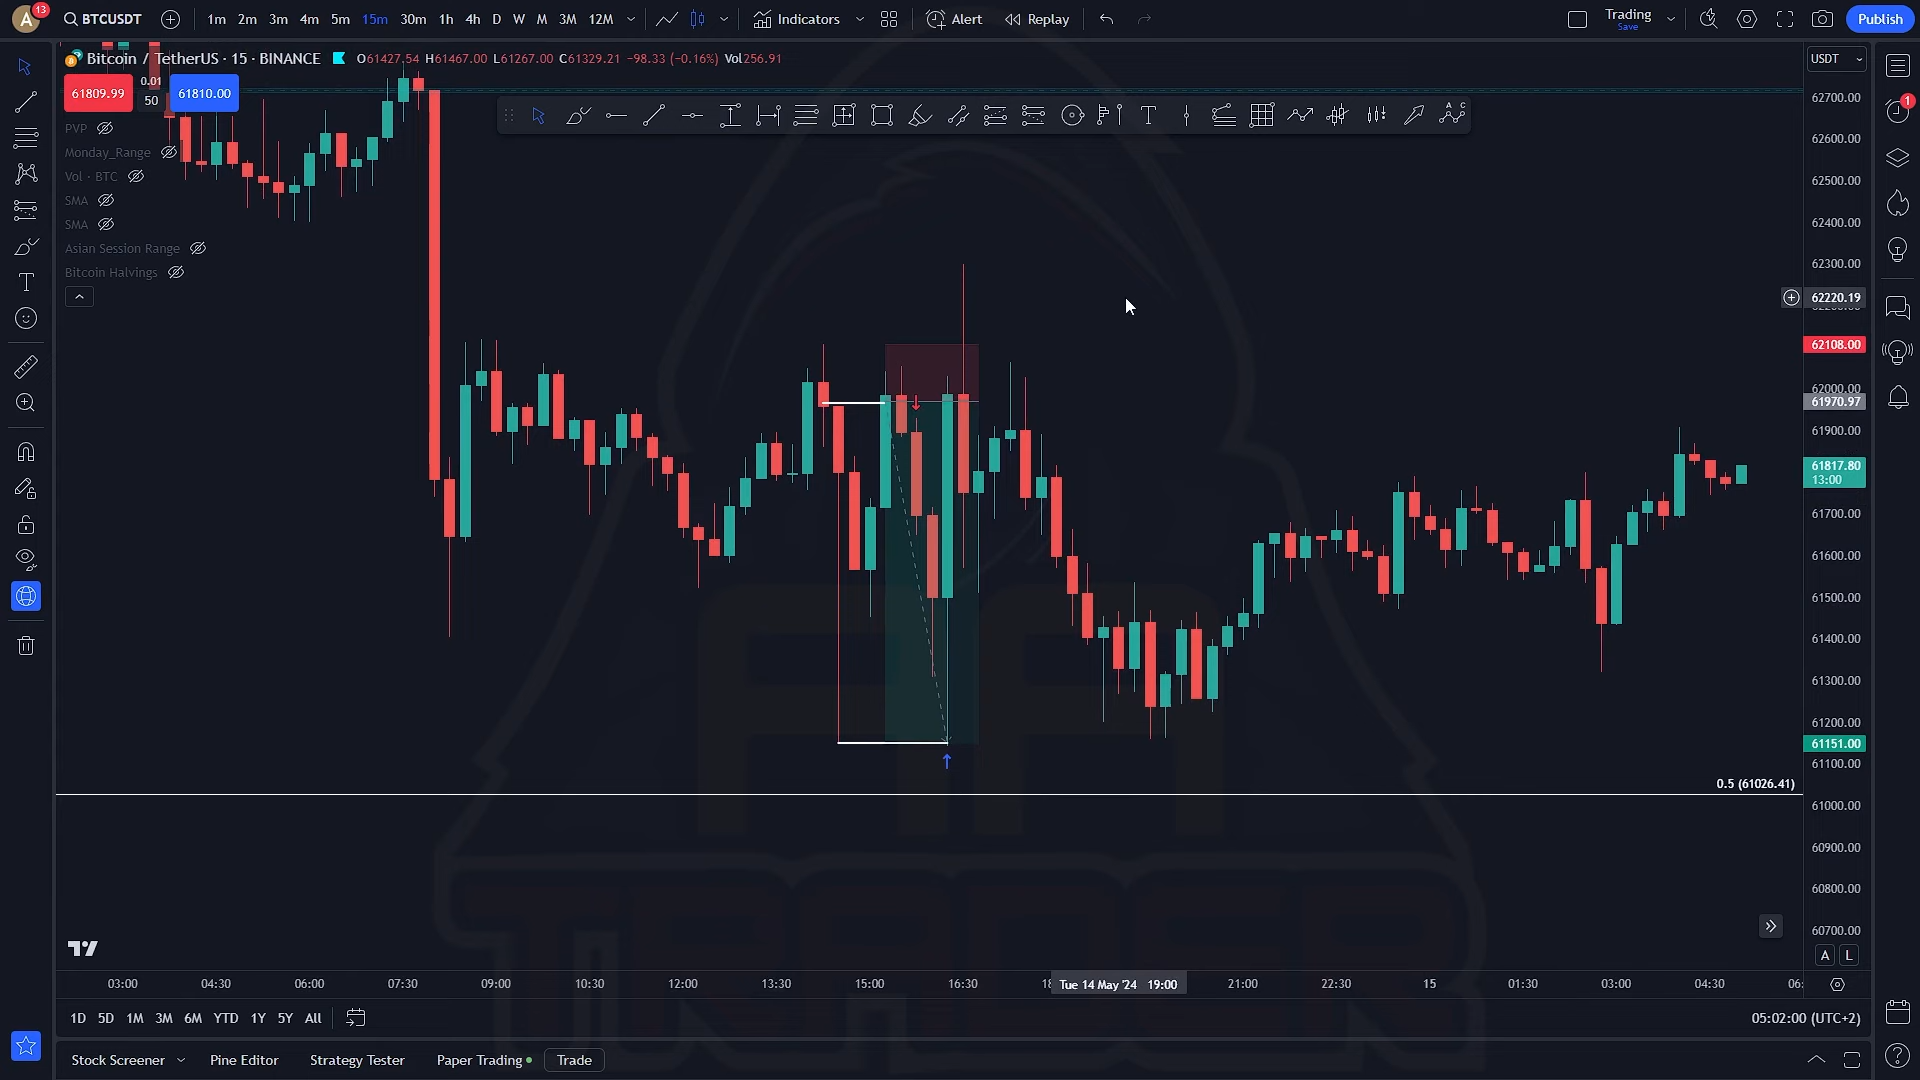 A 13 BTCUSDT 1m 2m 3m 4m 5m 15m 30m 1h 4h D W M 3M 12M Indicators Alert Replay Trading Save Publish
Bitcoin / TetherUS · 15 · BINANCE O61427.54 H61467.00 L61267.00 C61329.21 −98.33 (−0.16%) Vol256.91
USDT
61809.99 0.01 50 61810.00
PVP
Monday_Range
Vol · BTC
SMA
SMA
Asian Session Range
Bitcoin Halvings
T
T
A C
B
1
62700.00
62600.00
62500.00
62400.00
62300.00
62220.19
62108.00
62000.00
61970.97
61900.00
61817.80
13:00
61700.00
61600.00
61500.00
61400.00
61300.00
61200.00
61151.00
61100.00
0.5 (61026.41)
61000.00
60900.00
60800.00
60700.00
A L
TRADER
03:00 04:30 06:00 07:30 09:00 10:30 12:00 13:30 15:00 16:30 18 Tue 14 May '24 19:00 21:00 22:30 15 01:30 03:00 04:30 06:
1D 5D 1M 3M 6M YTD 1Y 5Y All 05:02:00 (UTC+2)
Stock Screener Pine Editor Strategy Tester Paper Trading Trade